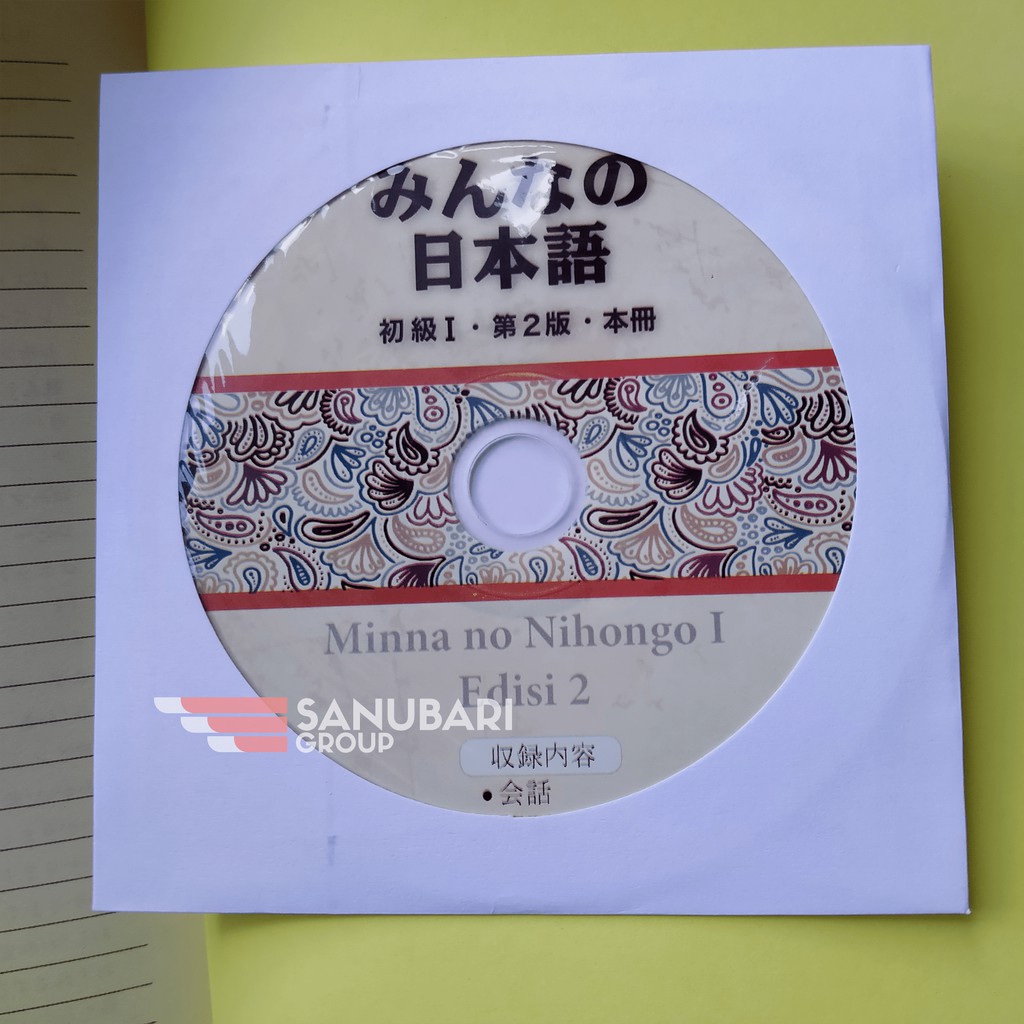 みんなの
日本語
初級I・第2版・本冊
Minna no Nihongo I
Edisi 2
SANUBARI
GROUP
収録内容
• 会話